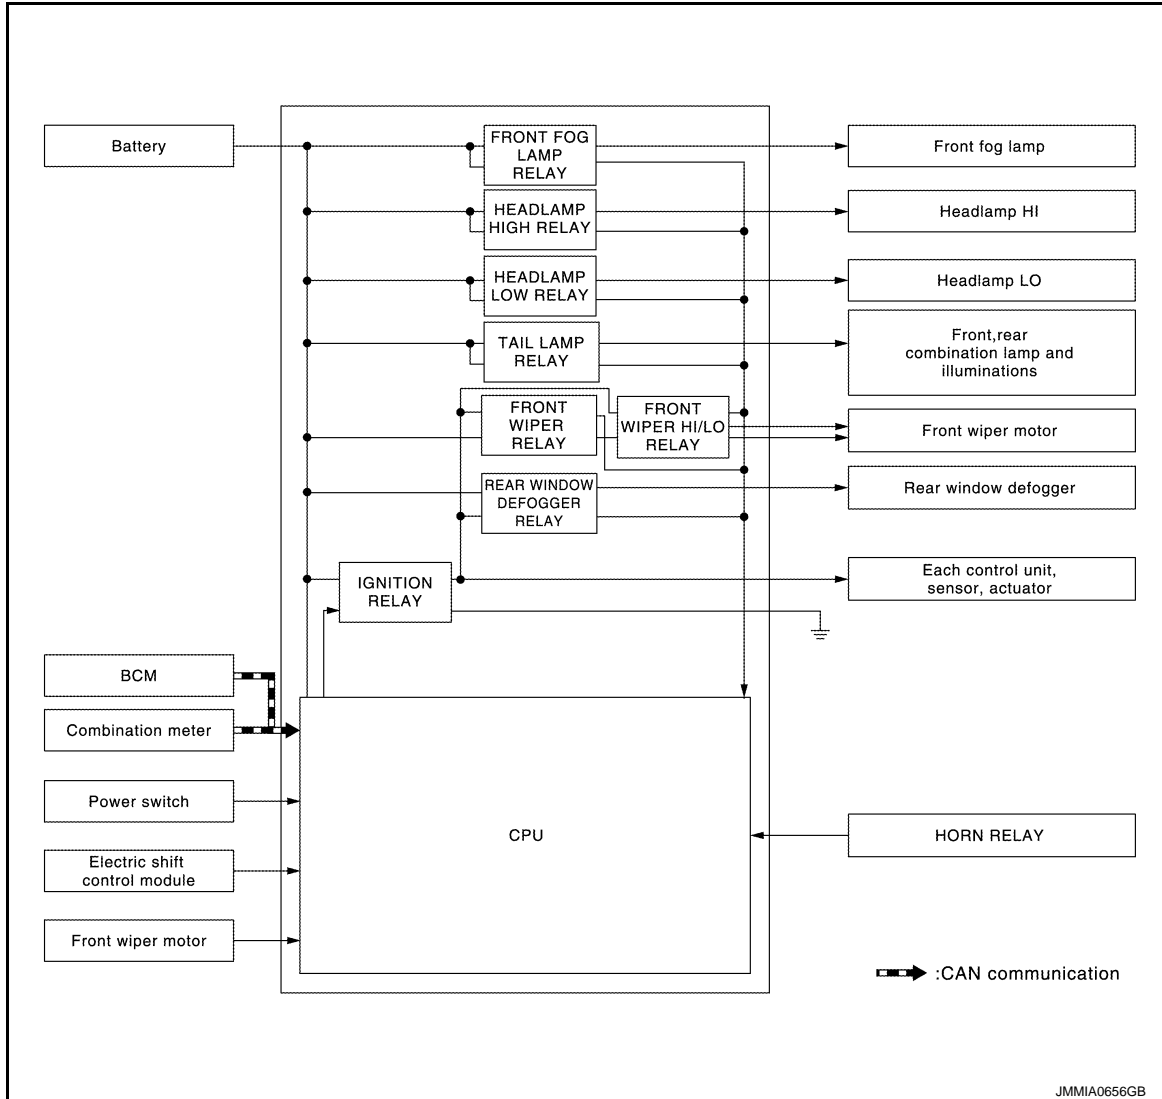 Battery
FRONT FOG
LAMP
RELAY
Front fog lamp
HEADLAMP
HIGH RELAY
Headlamp HI
HEADLAMP
LOW RELAY
Headlamp LO
TAIL LAMP
RELAY
Front,rear
combination lamp and
illuminations
FRONT
WIPER
RELAY
FRONT
WIPER HI/LO
RELAY
Front wiper motor
REAR WINDOW
DEFOGGER
RELAY
Rear window defogger
IGNITION
RELAY
Each control unit,
sensor, actuator
BCM
Combination meter
Power switch
Electric shift
control module
Front wiper motor
CPU
HORN RELAY
:CAN communication
JMMIA0656GB